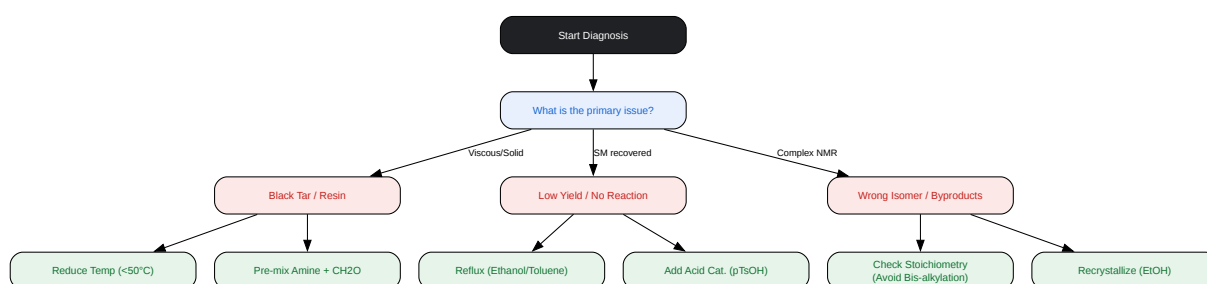 Start Diagnosis
What is the primary issue?
Viscous/Solid
SM recovered
Complex NMR
Black Tar / Resin
Low Yield / No Reaction
Wrong Isomer / Byproducts
Reduce Temp (<50°C)
Pre-mix Amine + CH2O
Reflux (Ethanol/Toluene)
Add Acid Cat. (pTsOH)
Check Stoichiometry
(Avoid Bis-alkylation)
Recrystallize (EtOH)